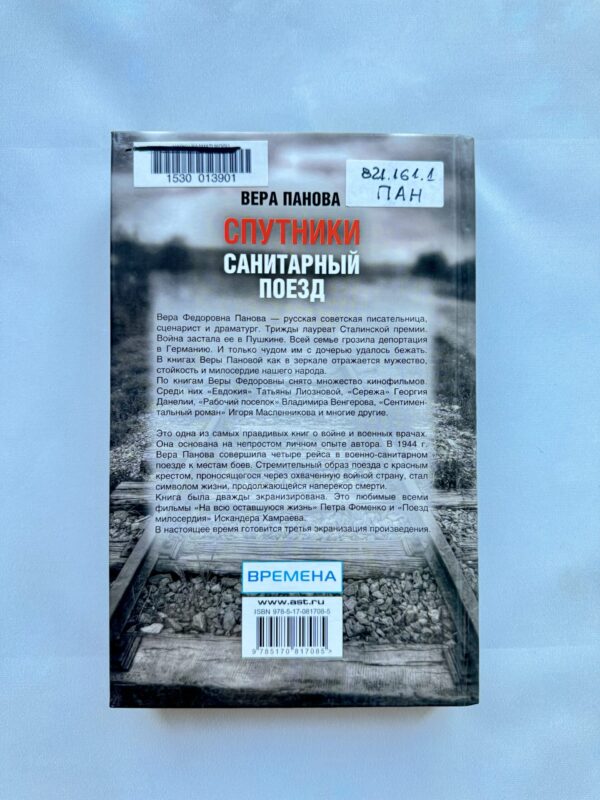 1530 013901
821.161.1
ПАН
ВЕРА ПАНОВА
СПУТНИКИ
САНИТАРНЫЙ
ПОЕЗД
Вера Федоровна Панова — русская советская писательница,
сценарист и драматург. Трижды лауреат Сталинской премии.
Война застала ее в Пушкине. Всей семье грозила депортация
в Германию. И только чудом им с дочерью удалось бежать.
В книгах Веры Пановой как в зеркале отражается мужество,
стойкость и милосердие нашего народа.
По книгам Веры Федоровны снято множество кинофильмов.
Среди них «Евдокия» Татьяны Лиозновой, «Сережа» Георгия
Данелии, «Рабочий поселок» Владимира Венгерова, «Сентимен-
тальный роман» Игоря Масленникова и многие другие.
Это одна из самых правдивых книг о войне и военных врачах.
Она основана на непростом личном опыте автора. В 1944 г.
Вера Панова совершила четыре рейса в военно-санитарном
поезде к местам боев. Стремительный образ поезда с красным
крестом, проносящегося через охваченную войной страну, стал
символом жизни, продолжающейся наперекор смерти.
Книга была дважды экранизирована. Это любимые всеми
фильмы «На всю оставшуюся жизнь» Петра Фоменко и «Поезд
милосердия» Искандера Хамраева.
В настоящее время готовится третья экранизация произведения.
ВРЕМЕНА
www.ast.ru
ISBN 978-5-17-081708-5
9 785170 817085>